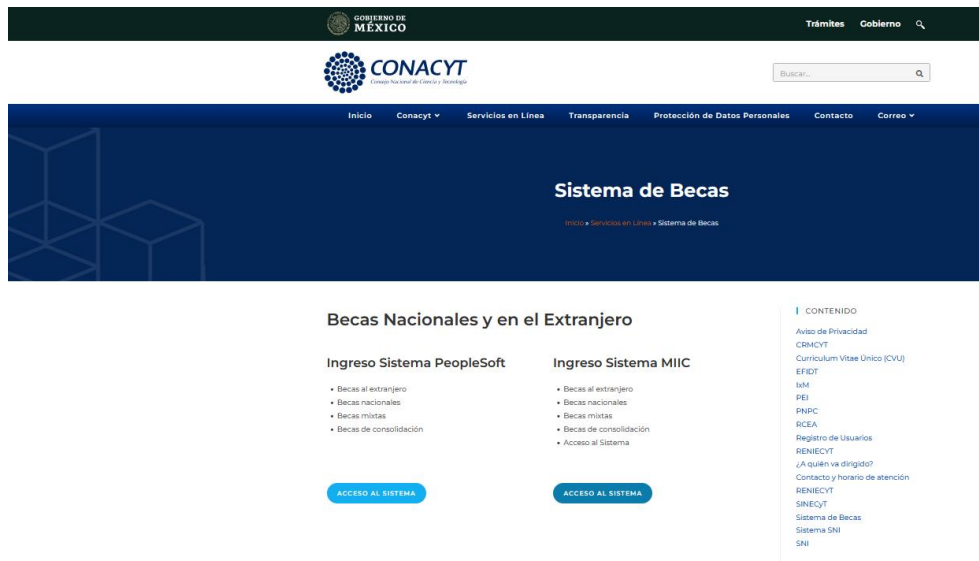 GOBIERNO DE
MÉXICO
Trámites Gobierno
CONACYT
Consejo Nacional de Ciencia y Tecnología
Buscar...
Inicio Conacyt Servicios en Línea Transparencia Protección de Datos Personales Contacto Correo
Sistema de Becas
Inicio » Servicios en Línea » Sistema de Becas
Becas Nacionales y en el Extranjero
Ingreso Sistema PeopleSoft
• Becas al extranjero
• Becas nacionales
• Becas mixtas
• Becas de consolidación
ACCESO AL SISTEMA
Ingreso Sistema MIIC
• Becas al extranjero
• Becas nacionales
• Becas mixtas
• Becas de consolidación
• Acceso al Sistema
ACCESO AL SISTEMA
CONTENIDO
Aviso de Privacidad
CRMCYT
Curriculum Vitae Único (CVU)
EFIDT
IxM
PEI
PNPC
RCEA
Registro de Usuarios
RENIECYT
¿A quién va dirigido?
Contacto y horario de atención
RENIECYT
SINECyT
Sistema de Becas
Sistema SNI
SNI